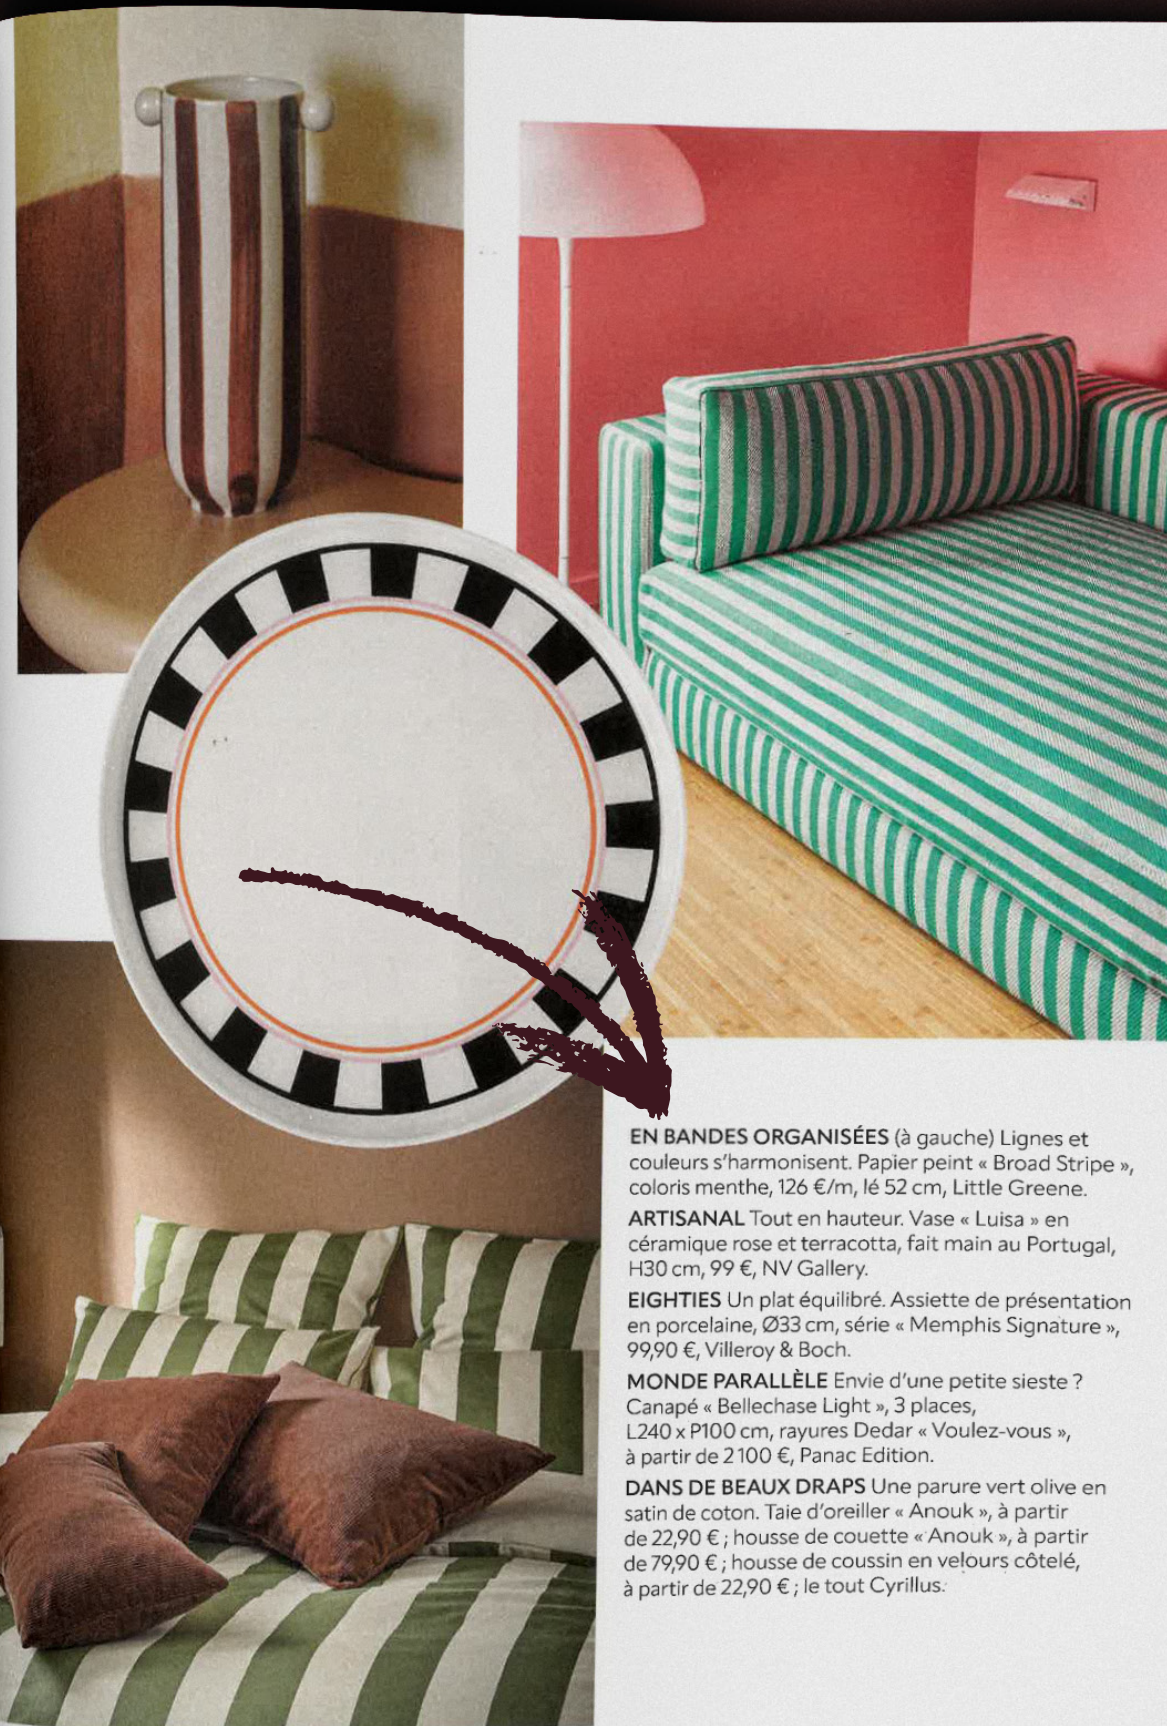 EN BANDES ORGANISÉES (à gauche) Lignes et
couleurs s'harmonisent. Papier peint « Broad Stripe »,
coloris menthe, 126 €/m, lé 52 cm, Little Greene.
ARTISANAL Tout en hauteur. Vase « Luisa » en
céramique rose et terracotta, fait main au Portugal,
H30 cm, 99 €, NV Gallery.
EIGHTIES Un plat équilibré. Assiette de présentation
en porcelaine, Ø33 cm, série « Memphis Signature »,
99,90 €, Villeroy & Boch.
MONDE PARALLÈLE Envie d'une petite sieste ?
Canapé « Bellechase Light », 3 places,
L240 x P100 cm, rayures Dedar « Voulez-vous »,
à partir de 2 100 €, Panac Edition.
DANS DE BEAUX DRAPS Une parure vert olive en
satin de coton. Taie d'oreiller « Anouk », à partir
de 22,90 € ; housse de couette « Anouk », à partir
de 79,90 € ; housse de coussin en velours côtelé,
à partir de 22,90 € ; le tout Cyrillus.